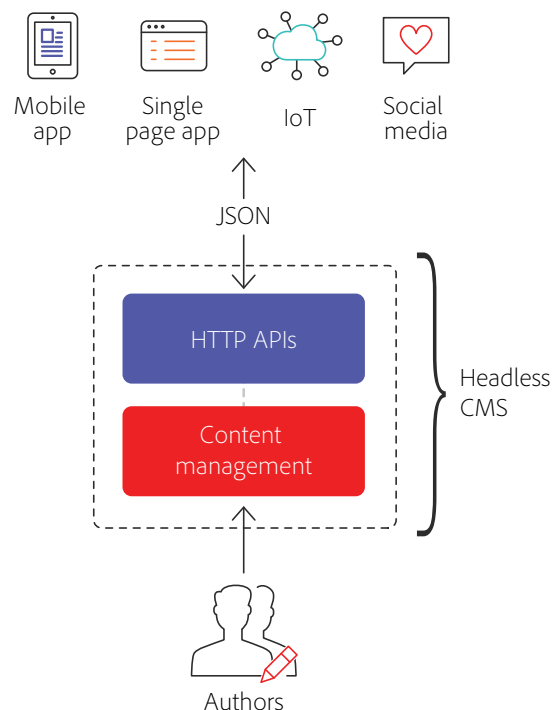 Mobile
app
Single
page app
IoT
Social
media
JSON
HTTP APIs
Content
management
Headless
CMS
Authors